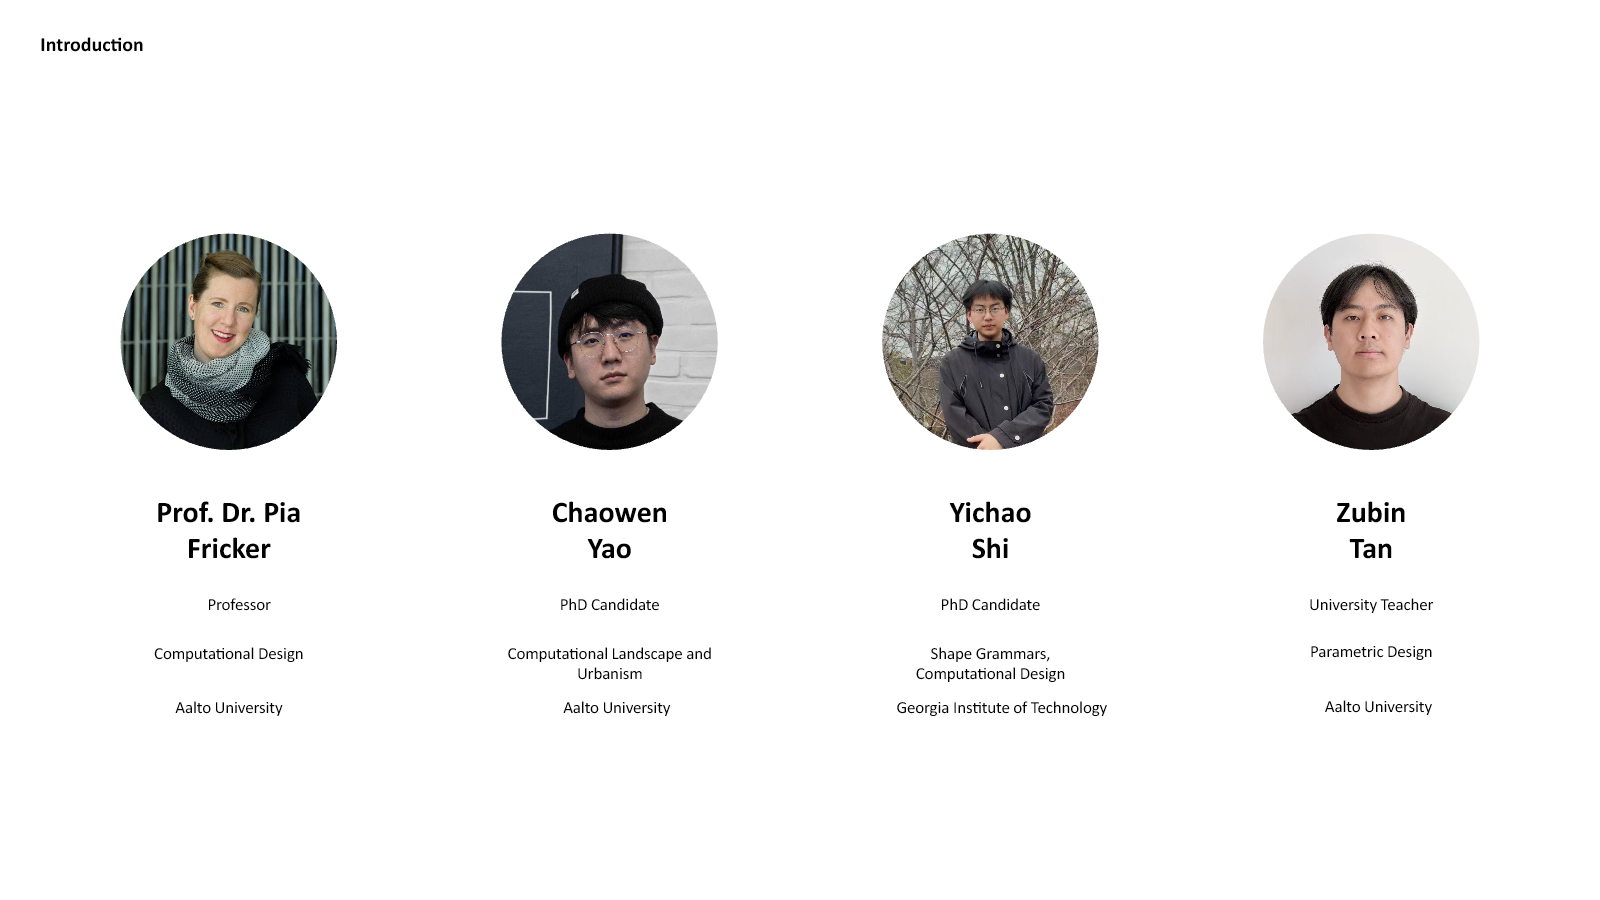 Introduction
Prof. Dr. Pia
Fricker
Professor
Computational Design
Aalto University
Chaowen
Yao
PhD Candidate
Computational Landscape and
Urbanism
Aalto University
Yichao
Shi
PhD Candidate
Shape Grammars,
Computational Design
Georgia Institute of Technology
Zubin
Tan
University Teacher
Parametric Design
Aalto University